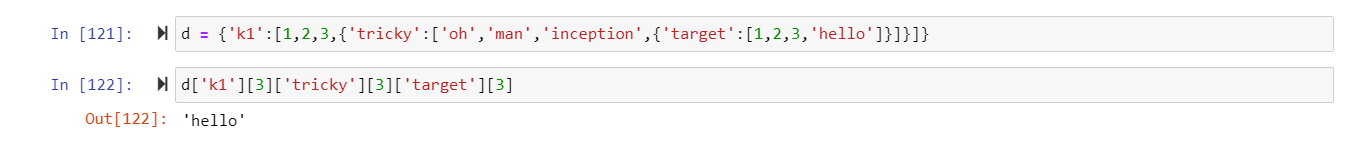 In [121]: d = {'k1':[1,2,3,{'tricky':['oh','man','inception',{'target':[1,2,3,'hello']}]}]}
In [122]: d['k1'][3]['tricky'][3]['target'][3]
Out[122]: 'hello'